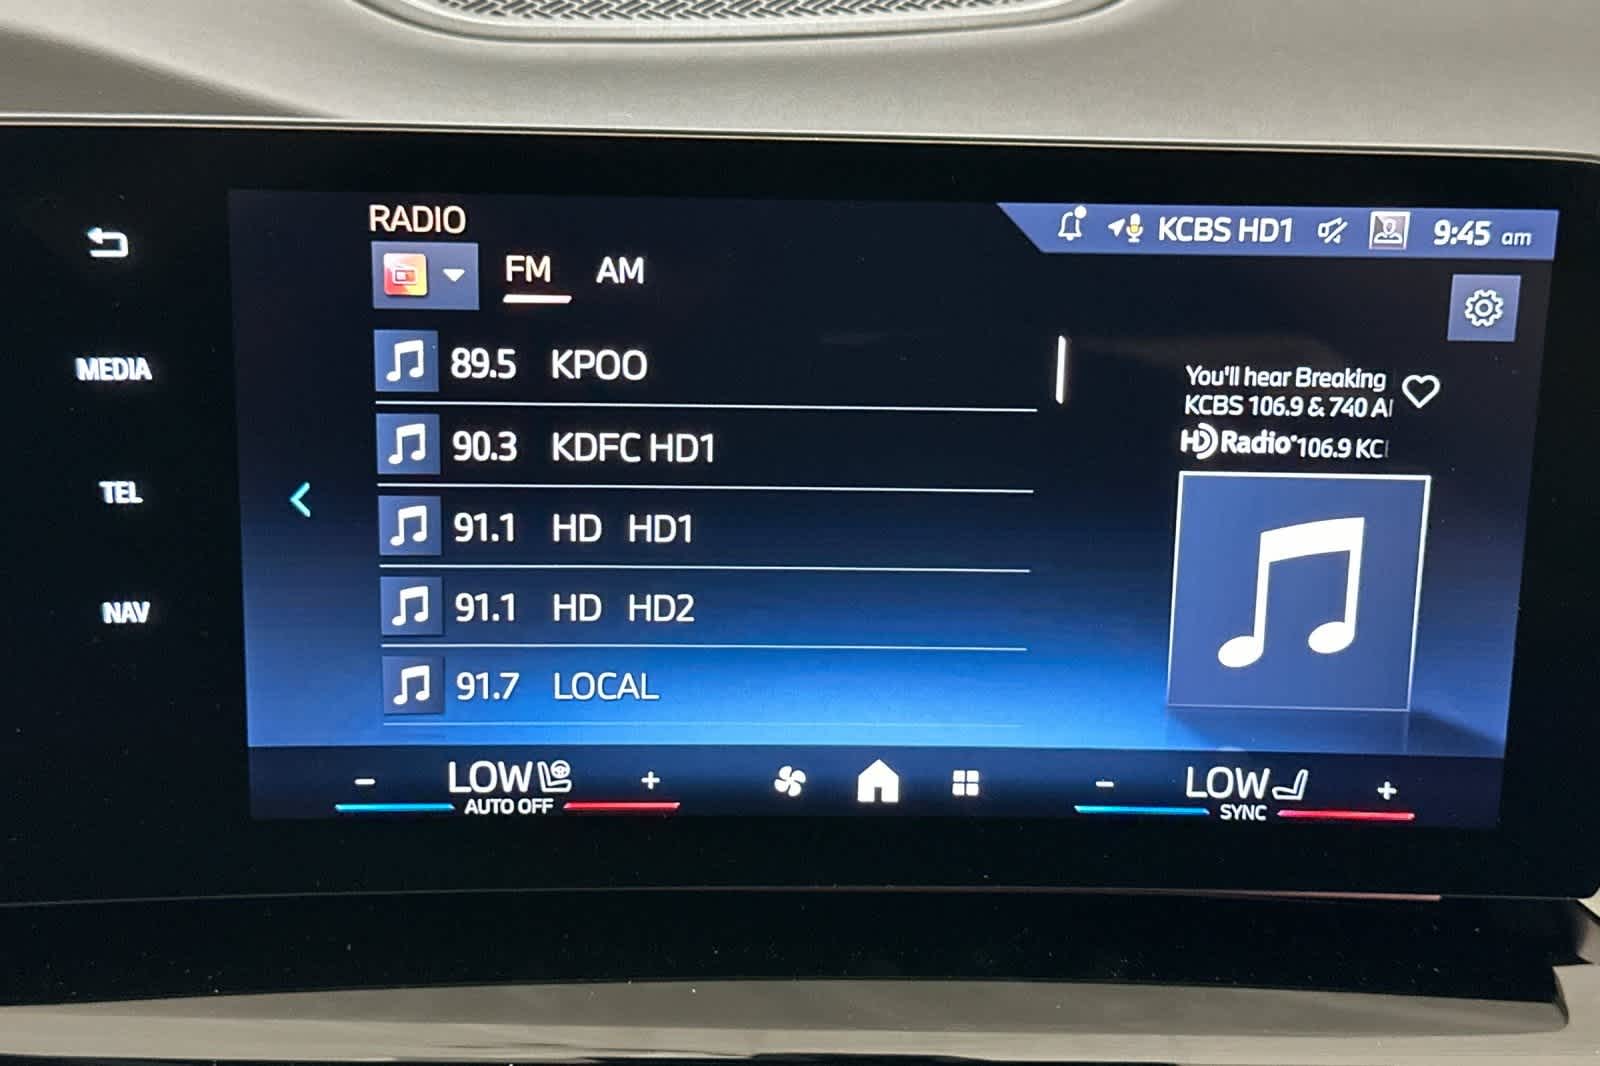 RADIO
KCBS HD1
9:45 am
FM AM
MEDIA
TEL
NAV
89.5 KPOO
90.3 KDFC HD1
91.1 HD HD1
91.1 HD HD2
91.7 LOCAL
You'll hear Breaking
KCBS 106.9 & 740 A
HD Radio 106.9 KC
- LOW +
AUTO OFF
- LOW +
SYNC